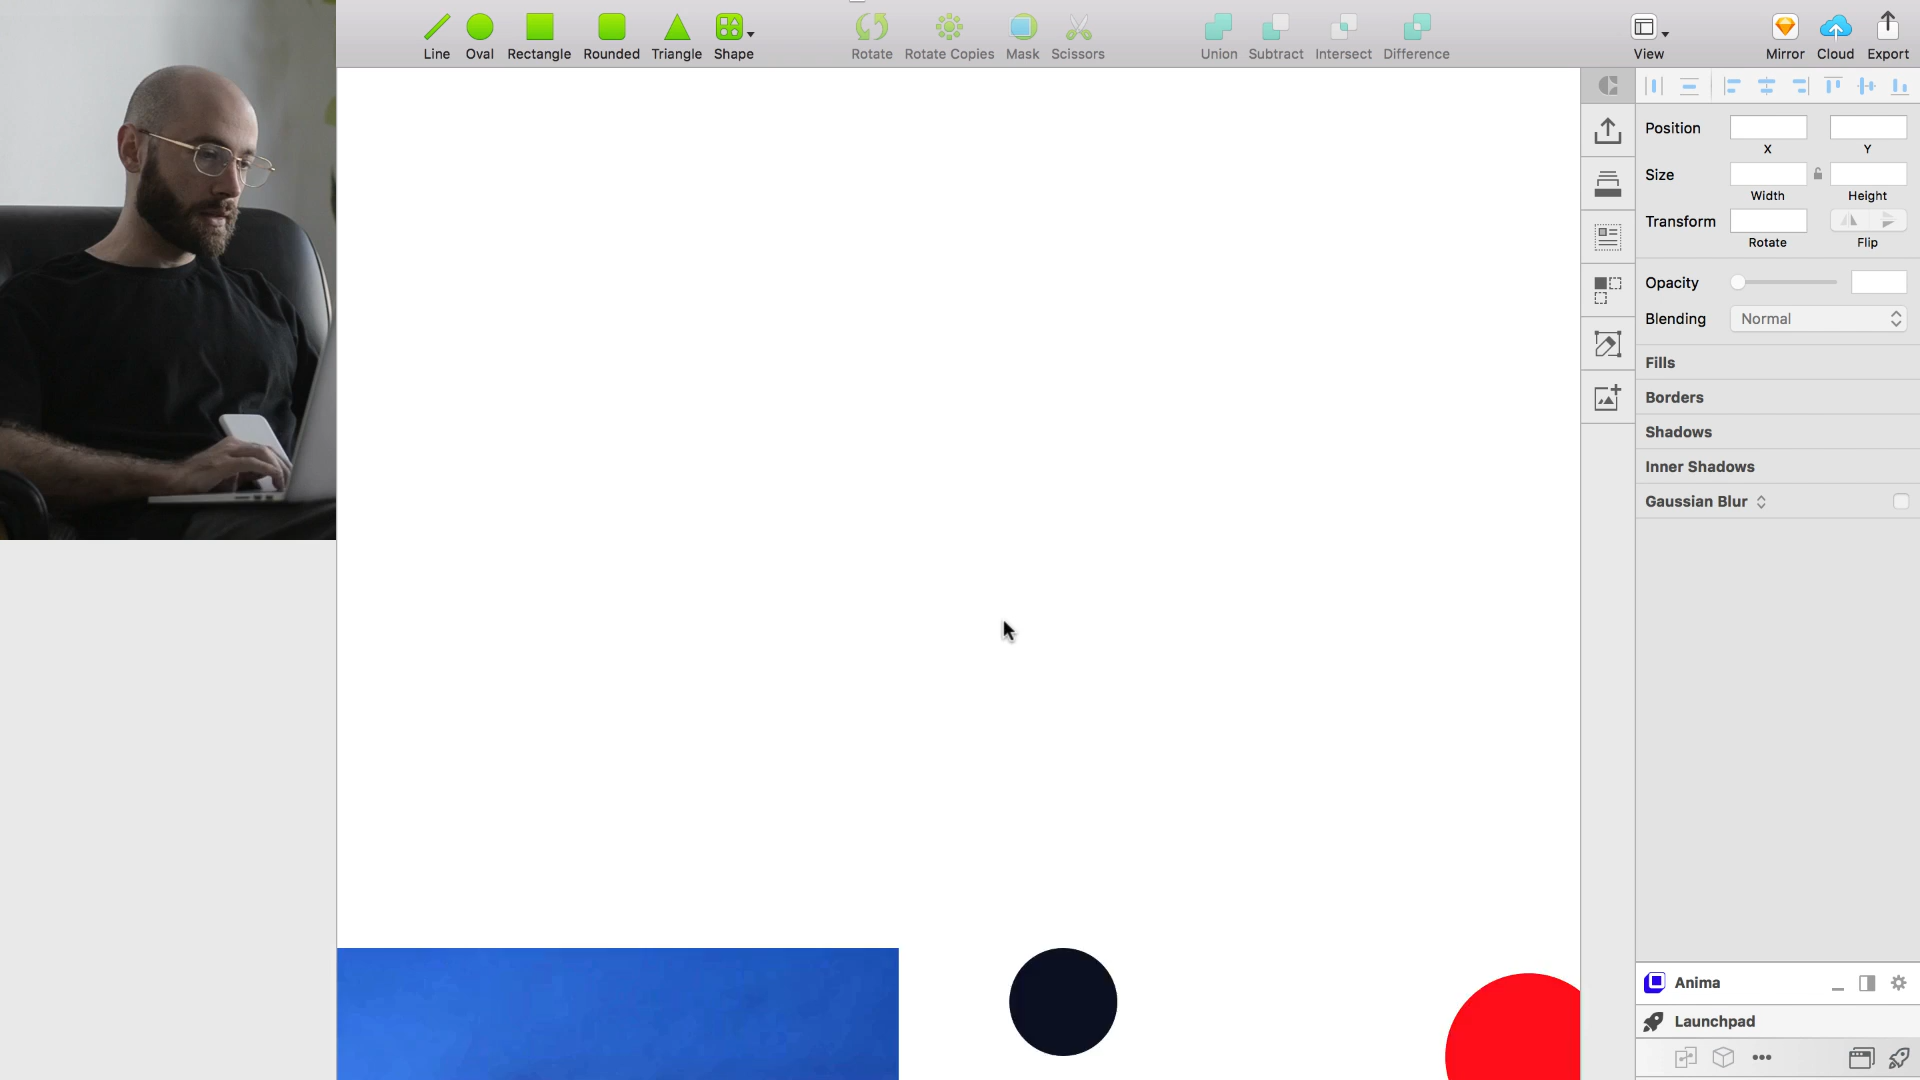 Line Oval Rectangle Rounded Triangle Shape Rotate Rotate Copies Mask Scissors Union Subtract Intersect Difference View Mirror Cloud Export
Position
X Y
Size
Width Height
Transform
Rotate Flip
Opacity
Blending Normal
Fills
Borders
Shadows
Inner Shadows
Gaussian Blur
Anima
Launchpad